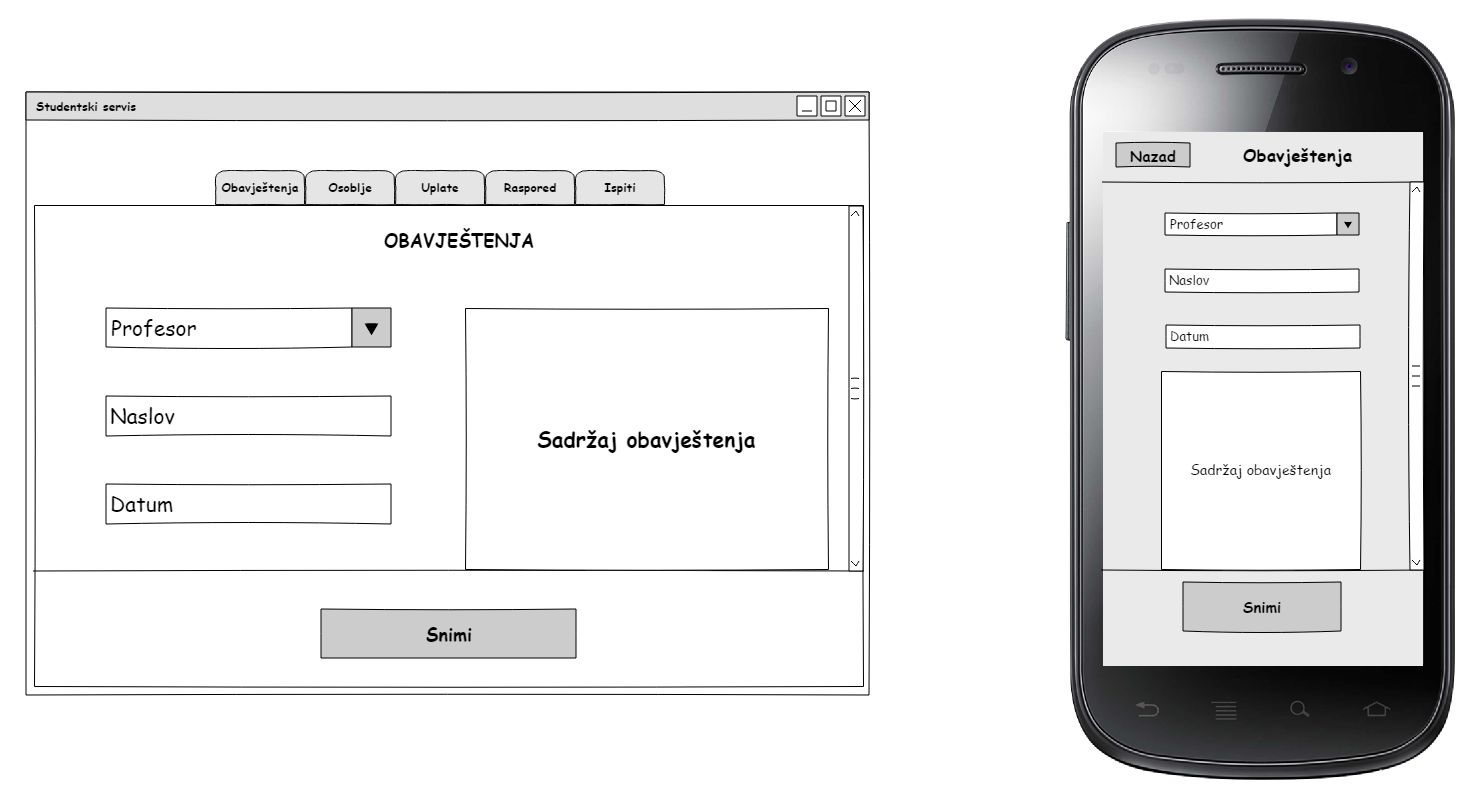 Studentski servis
Obavještenja
Osoblje
Uplate
Raspored
Ispiti
OBAVJEŠTENJA
Profesor
Naslov
Datum
Sadržaj obavještenja
Snimi
Nazad
Obavještenja
Profesor
Naslov
Datum
Sadržaj obavještenja
Snimi